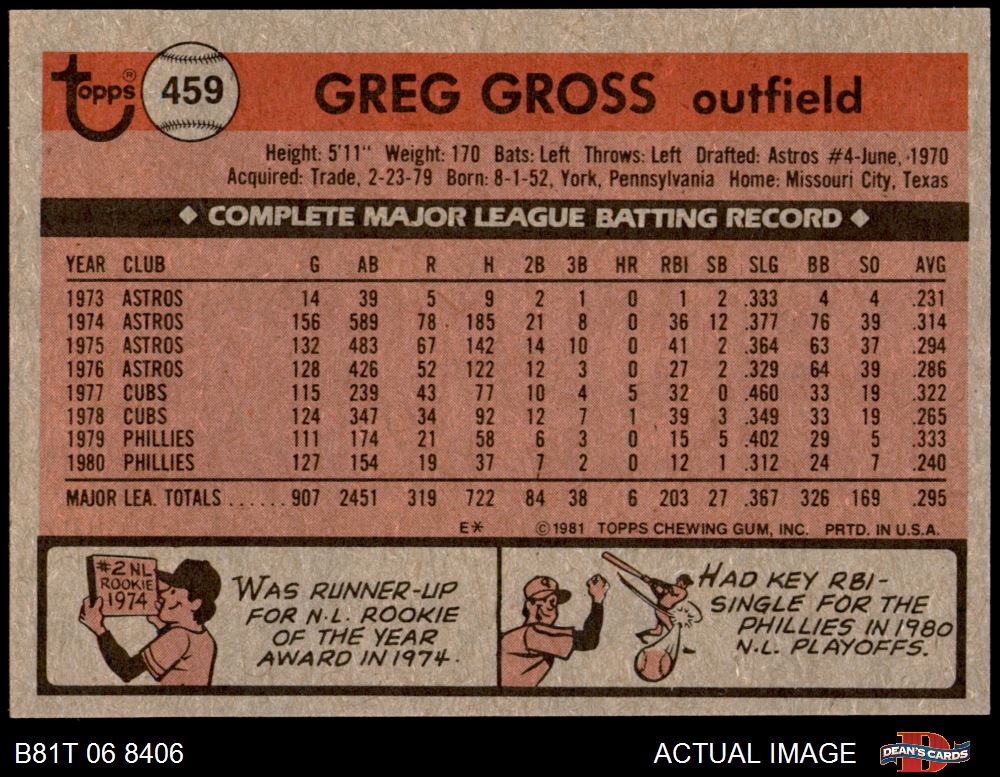 topps® 459 GREG GROSS outfield
Height: 5'11" Weight: 170 Bats: Left Throws: Left Drafted: Astros #4-June, 1970
Acquired: Trade, 2-23-79 Born: 8-1-52, York, Pennsylvania Home: Missouri City, Texas
◆ COMPLETE MAJOR LEAGUE BATTING RECORD ◆
YEAR CLUB G AB R H 2B 3B HR RBI SB SLG BB SO AVG
1973 ASTROS 14 39 5 9 2 1 0 1 2 .333 4 4 .231
1974 ASTROS 156 589 78 185 21 8 0 36 12 .377 76 39 .314
1975 ASTROS 132 483 67 142 14 10 0 41 2 .364 63 37 .294
1976 ASTROS 128 426 52 122 12 3 0 27 2 .329 64 39 .286
1977 CUBS 115 239 43 77 10 4 5 32 0 .460 33 19 .322
1978 CUBS 124 347 34 92 12 7 1 39 3 .349 33 19 .265
1979 PHILLIES 111 174 21 58 6 3 0 15 5 .402 29 5 .333
1980 PHILLIES 127 154 19 37 7 2 0 12 1 .312 24 7 .240
MAJOR LEA. TOTALS ...... 907 2451 319 722 84 38 6 203 27 .367 326 169 .295
E* ©1981 TOPPS CHEWING GUM, INC. PRTD. IN U.S.A.
#2 NL
ROOKIE
1974
WAS RUNNER-UP
FOR N.L. ROOKIE
OF THE YEAR
AWARD IN 1974.
HAD KEY RBI-
SINGLE FOR THE
PHILLIES IN 1980
N.L. PLAYOFFS.
B81T 06 8406 ACTUAL IMAGE DEAN'S CARDS